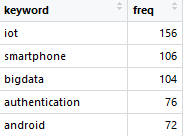 keyword freq
iot 156
smartphone 106
bigdata 104
authentication 76
android 72